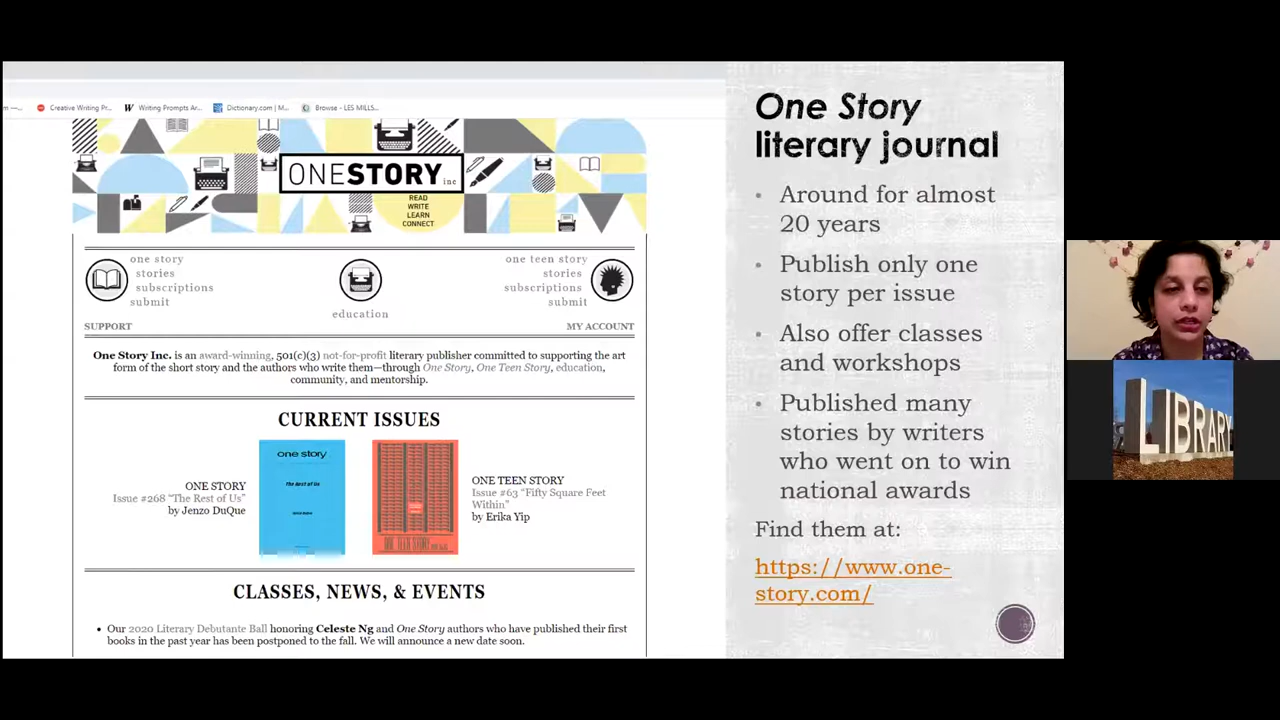 Creative Writing Pr...
Writing Prompts Ar...
Dictionary.com | M...
Browse - LES MILLS...
ONESTORY inc
READ
WRITE
LEARN
CONNECT
one story
stories
subscriptions
submit
education
one teen story
stories
subscriptions
submit
SUPPORT
MY ACCOUNT
One Story Inc. is an award-winning, 501(c)(3) not-for-profit literary publisher committed to supporting the art
form of the short story and the authors who write them—through One Story, One Teen Story, education,
community, and mentorship.
CURRENT ISSUES
ONE STORY
Issue #268 “The Rest of Us”
by Jenzo DuQue
one story
The Rest of Us
ONE TEEN STORY
ONE TEEN STORY
Issue #63 “Fifty Square Feet
Within”
by Erika Yip
CLASSES, NEWS, & EVENTS
• Our 2020 Literary Debutante Ball honoring Celeste Ng and One Story authors who have published their first
books in the past year has been postponed to the fall. We will announce a new date soon.
One Story
literary journal
• Around for almost
20 years
• Publish only one
story per issue
• Also offer classes
and workshops
• Published many
stories by writers
who went on to win
national awards
Find them at:
https://www.one-
story.com/
LIBRARY